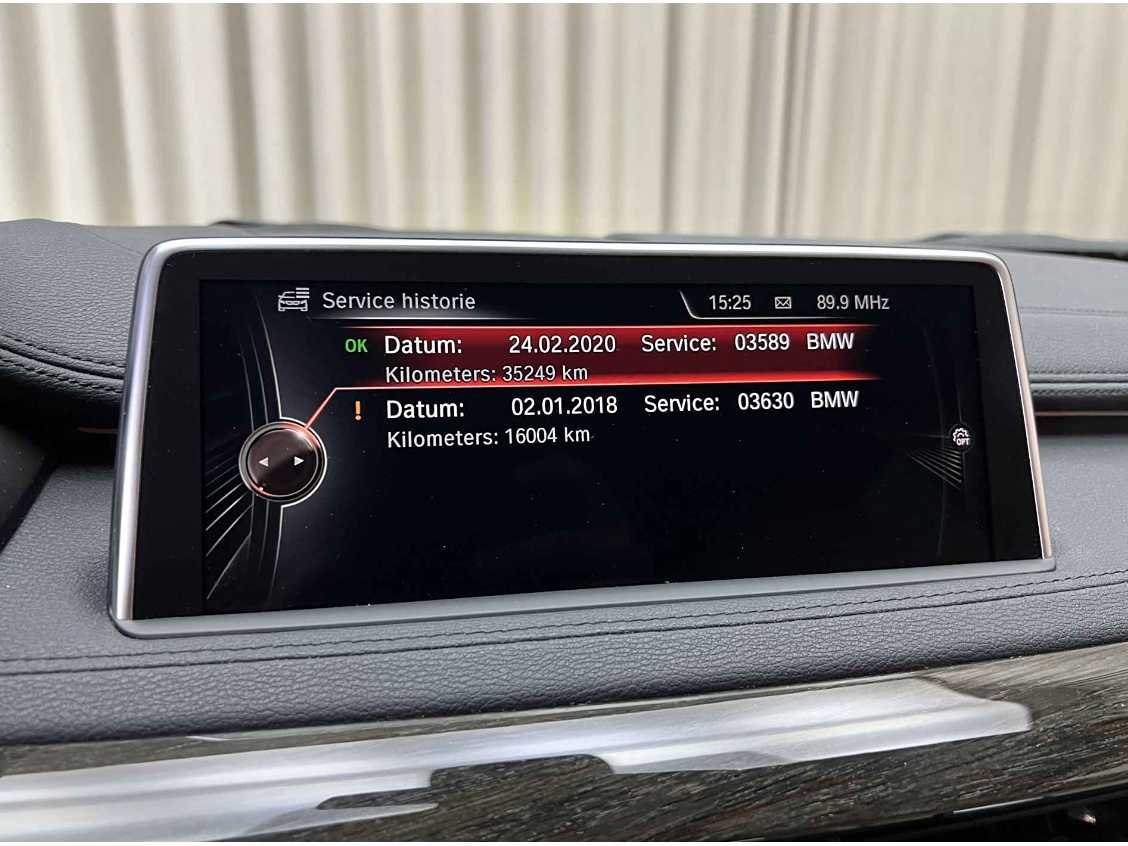 Service historie 15:25 89.9 MHz
OK Datum: 24.02.2020 Service: 03589 BMW
Kilometers: 35249 km
! Datum: 02.01.2018 Service: 03630 BMW
Kilometers: 16004 km
OPT